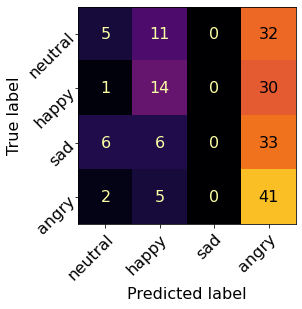 True label
neutral 5 11 0 32
happy 1 14 0 30
sad 6 6 0 33
angry 2 5 0 41
neutral happy sad angry
Predicted label